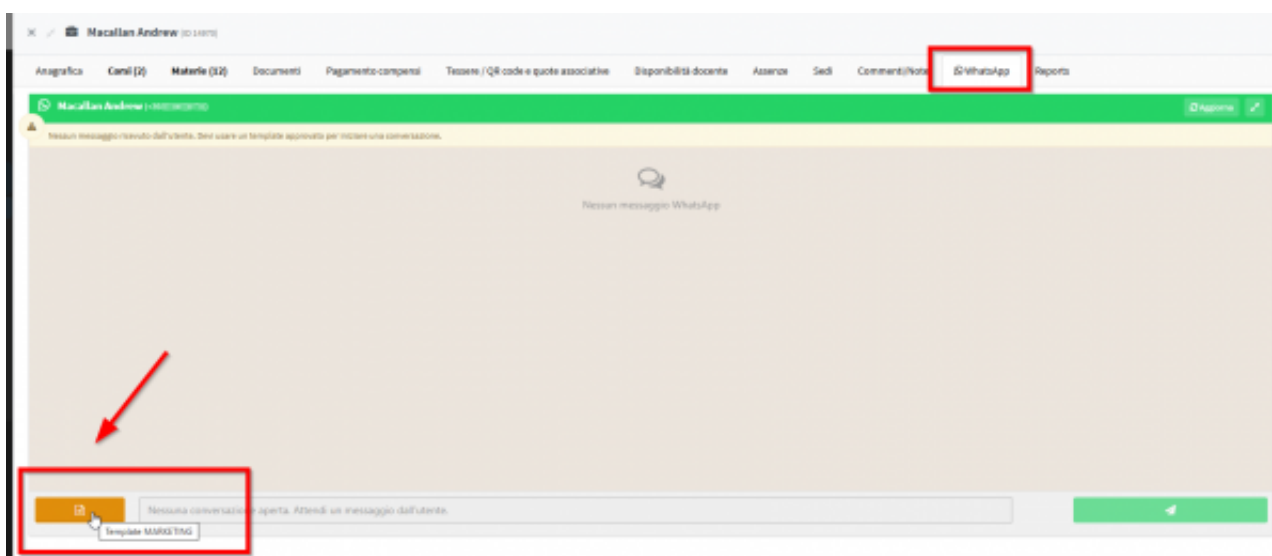 Macallan Andrew
Anagrafica Corsi (2) Materie (12) Documenti Pagamento compensi Tessere / QR code e quote associative Disponibilità docente Assenze Sedi Commenti/Note WhatsApp Reports
Macallan Andrew
Aggiorna
Nessun messaggio ricevuto dall'utente. Devi usare un template approvato per iniziare una conversazione.
Nessun messaggio WhatsApp
Nessuna conversazione aperta. Attendi un messaggio dall'utente.
Template MARKETING